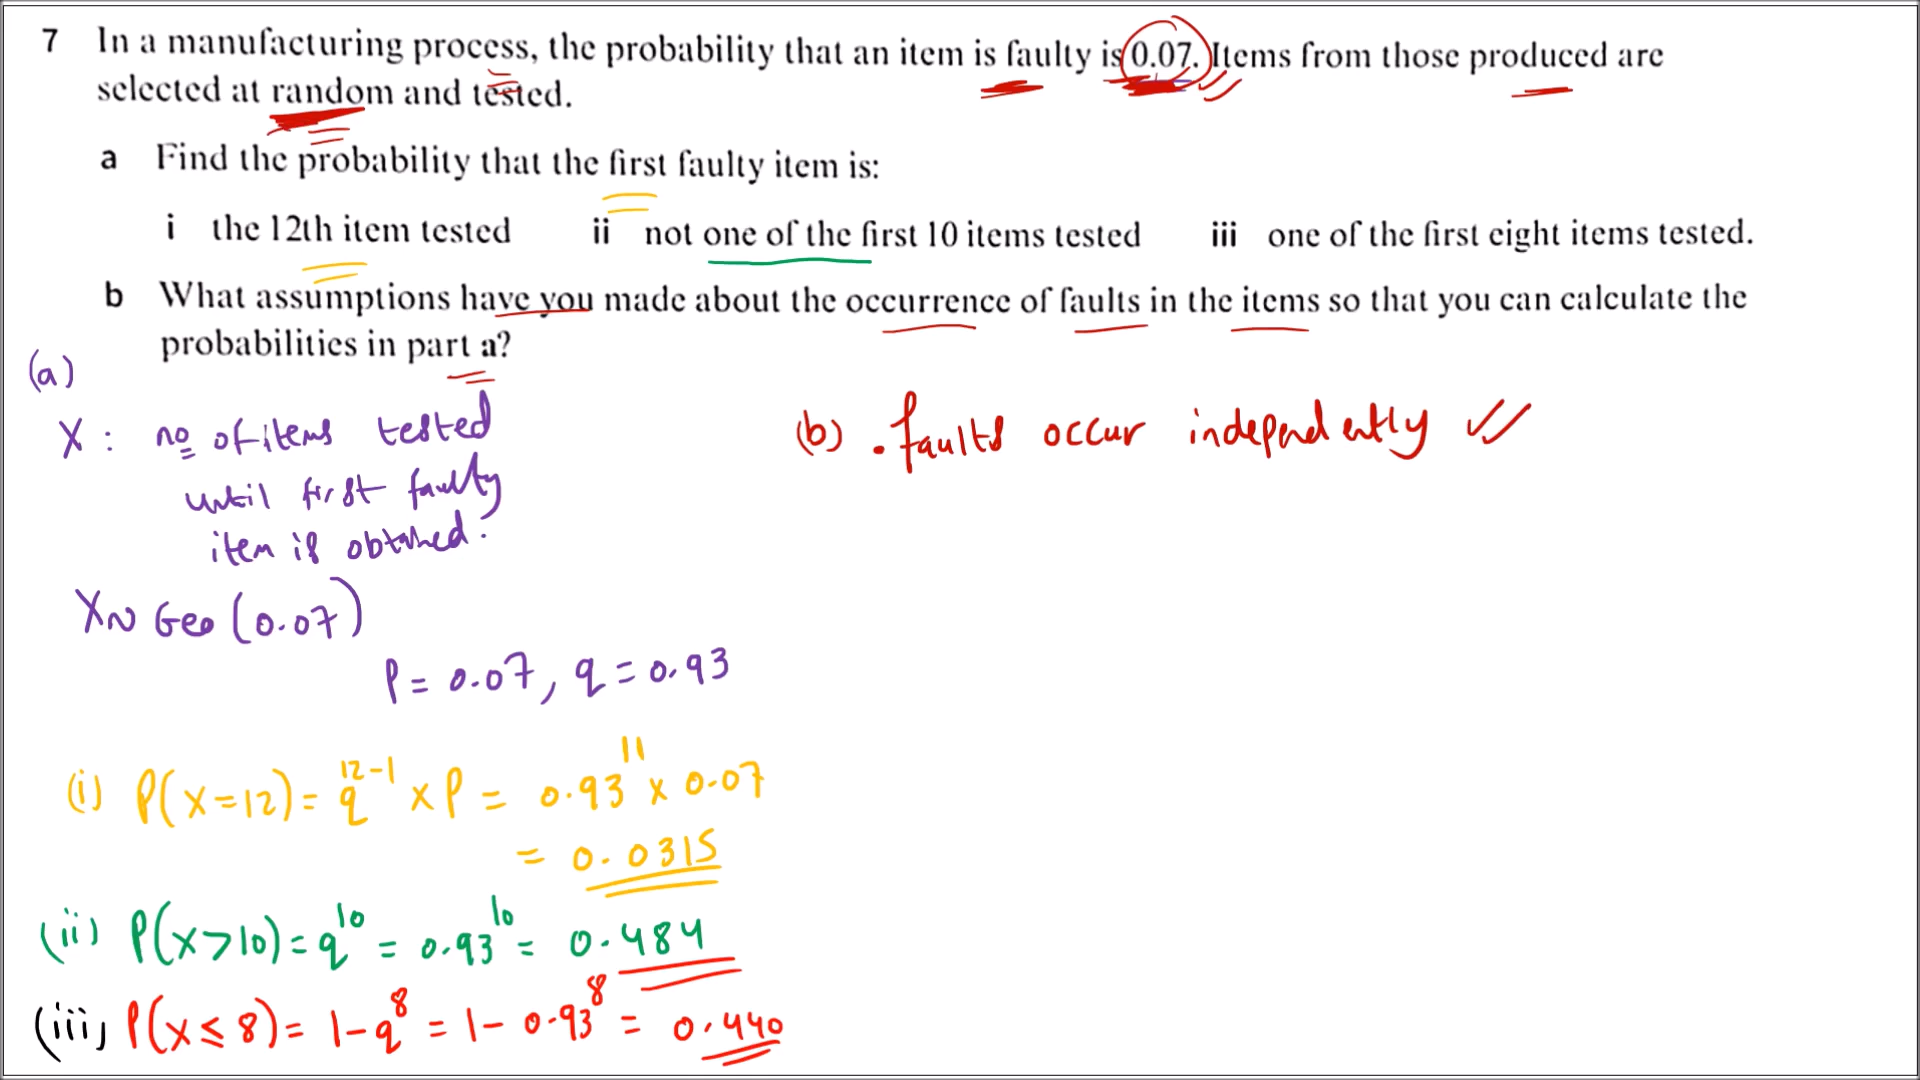 7 In a manufacturing process, the probability that an item is faulty is 0.07. Items from those produced are
selected at random and tested.
a Find the probability that the first faulty item is:
i the 12th item tested ii not one of the first 10 items tested iii one of the first eight items tested.
b What assumptions have you made about the occurrence of faults in the items so that you can calculate the
probabilities in part a?
(a)
X : no of items tested
until first faulty
item is obtained.
X~ Geo (0.07)
P = 0.07, q = 0.93
(i) P(X=12) = q^{12-1} x P = 0.93^{11} x 0.07
= 0.0315
(ii) P(X>10) = q^{10} = 0.93^{10} = 0.484
(iii) P(X≤8) = 1-q^{8} = 1-0.93^{8} = 0.440
(b) . faults occur independently